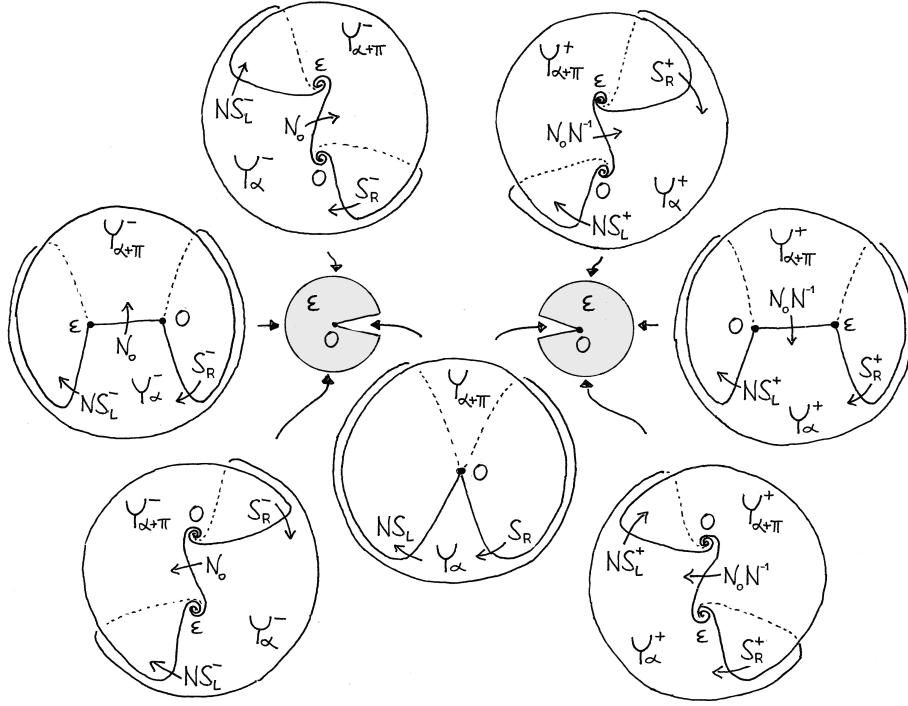 Y⁻α+π
ε
NS⁻L
N₀
Y⁻α
O
S⁻R
Y⁺α+π
ε
S⁺R
N₀N⁻¹
O
Y⁺α
NS⁺L
Y⁻α+π
ε
O
N₀
NS⁻L
Y⁻α
S⁻R
ε
O
ε
O
Y⁺α+π
N₀N⁻¹
O
ε
NS⁺L
S⁺R
Y⁺α
Yα+π
O
NSL
Yα
SR
Y⁻α+π
O
S⁻R
N₀
ε
Y⁻α
NS⁻L
O
Y⁺α+π
NS⁺L
N₀N⁻¹
ε
Y⁺α
S⁺R